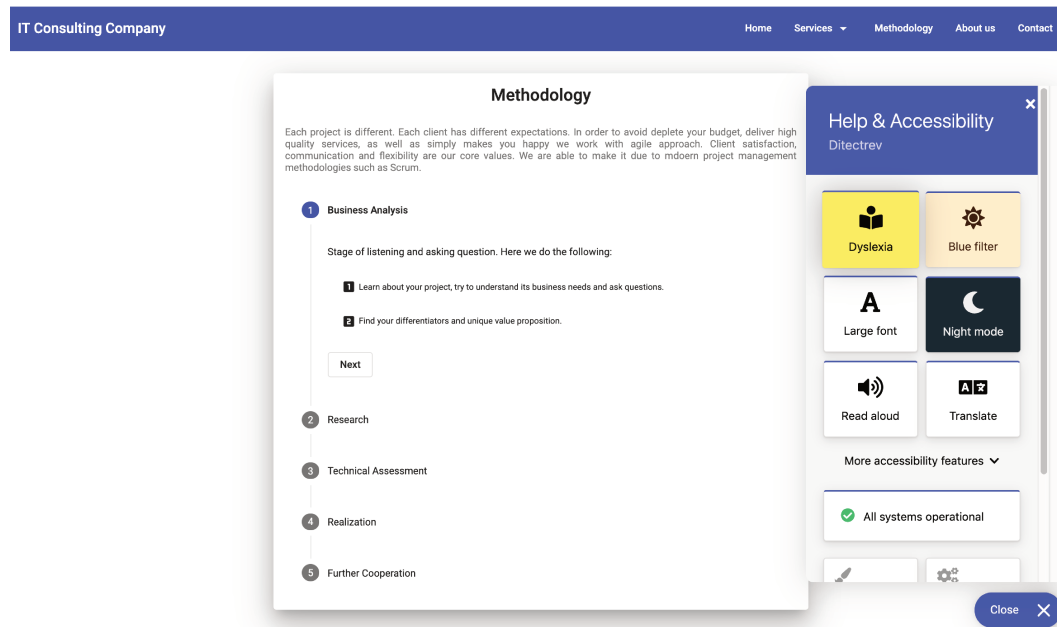 IT Consulting Company
Home Services Methodology About us Contact
Methodology
Each project is different. Each client has different expectations. In order to avoid deplete your budget, deliver high
quality services, as well as simply makes you happy we work with agile approach. Client satisfaction,
communication and flexibility are our core values. We are able to make it due to mdoern project management
methodologies such as Scrum.
1 Business Analysis
Stage of listening and asking question. Here we do the following:
1 Learn about your project, try to understand its business needs and ask questions.
2 Find your differentiators and unique value proposition.
Next
2 Research
3 Technical Assessment
4 Realization
5 Further Cooperation
Help & Accessibility
Ditectrev
Dyslexia
Blue filter
A
Large font
Night mode
Read aloud
A文
Translate
More accessibility features
All systems operational
Close